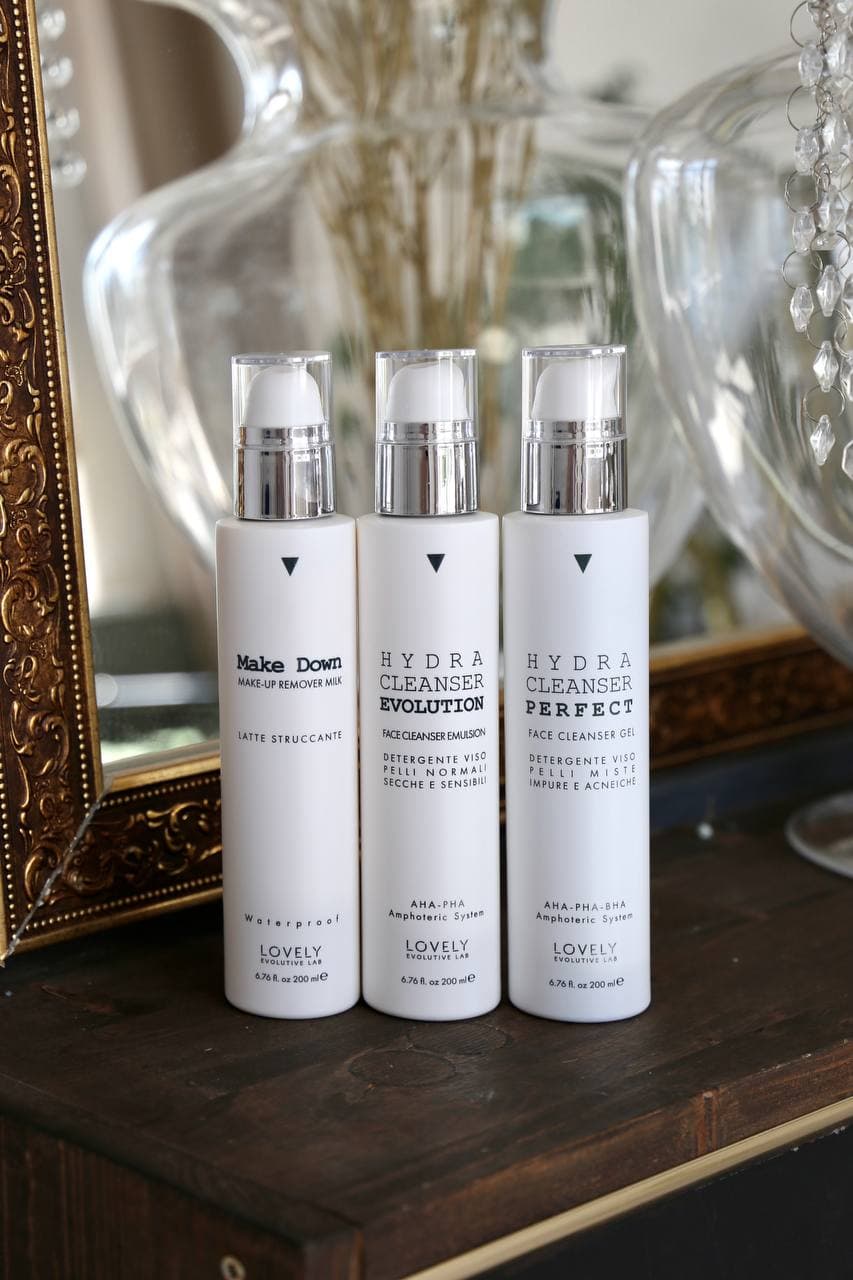 Make Down
MAKE-UP REMOVER MILK
LATTE STRUCCANTE
Waterproof
LOVELY
EVOLUTIVE LAB
6.76 fl. oz 200 ml ℮
HYDRA
CLEANSER
EVOLUTION
FACE CLEANSER EMULSION
DETERGENTE VISO
PELLI NORMALI
SECCHE E SENSIBILI
AHA-PHA
Amphoteric System
LOVELY
EVOLUTIVE LAB
6.76 fl. oz 200 ml ℮
HYDRA
CLEANSER
PERFECT
FACE CLEANSER GEL
DETERGENTE VISO
PELLI MISTE
IMPURE E ACNEICHE
AHA-PHA-BHA
Amphoteric System
LOVELY
EVOLUTIVE LAB
6.76 fl. oz 200 ml ℮